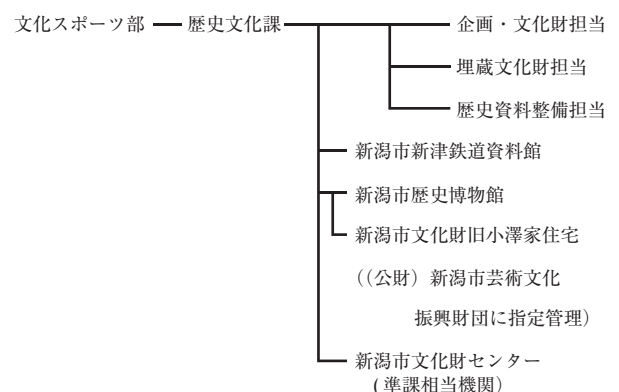 文化スポーツ部 歴史文化課 企画・文化財担当
埋蔵文化財担当
歴史資料整備担当
新潟市新津鉄道資料館
新潟市歴史博物館
新潟市文化財旧小澤家住宅
（（公財）新潟市芸術文化
振興財団に指定管理）
新潟市文化財センター
(準課相当機関）